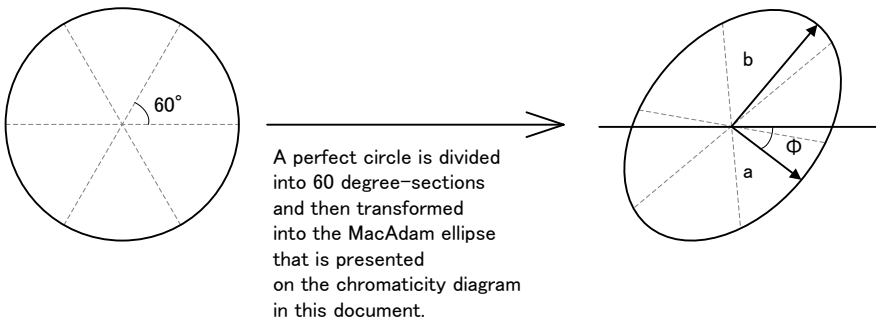 60°
A perfect circle is divided
into 60 degree-sections
and then transformed
into the MacAdam ellipse
that is presented
on the chromaticity diagram
in this document.
b
Φ
a